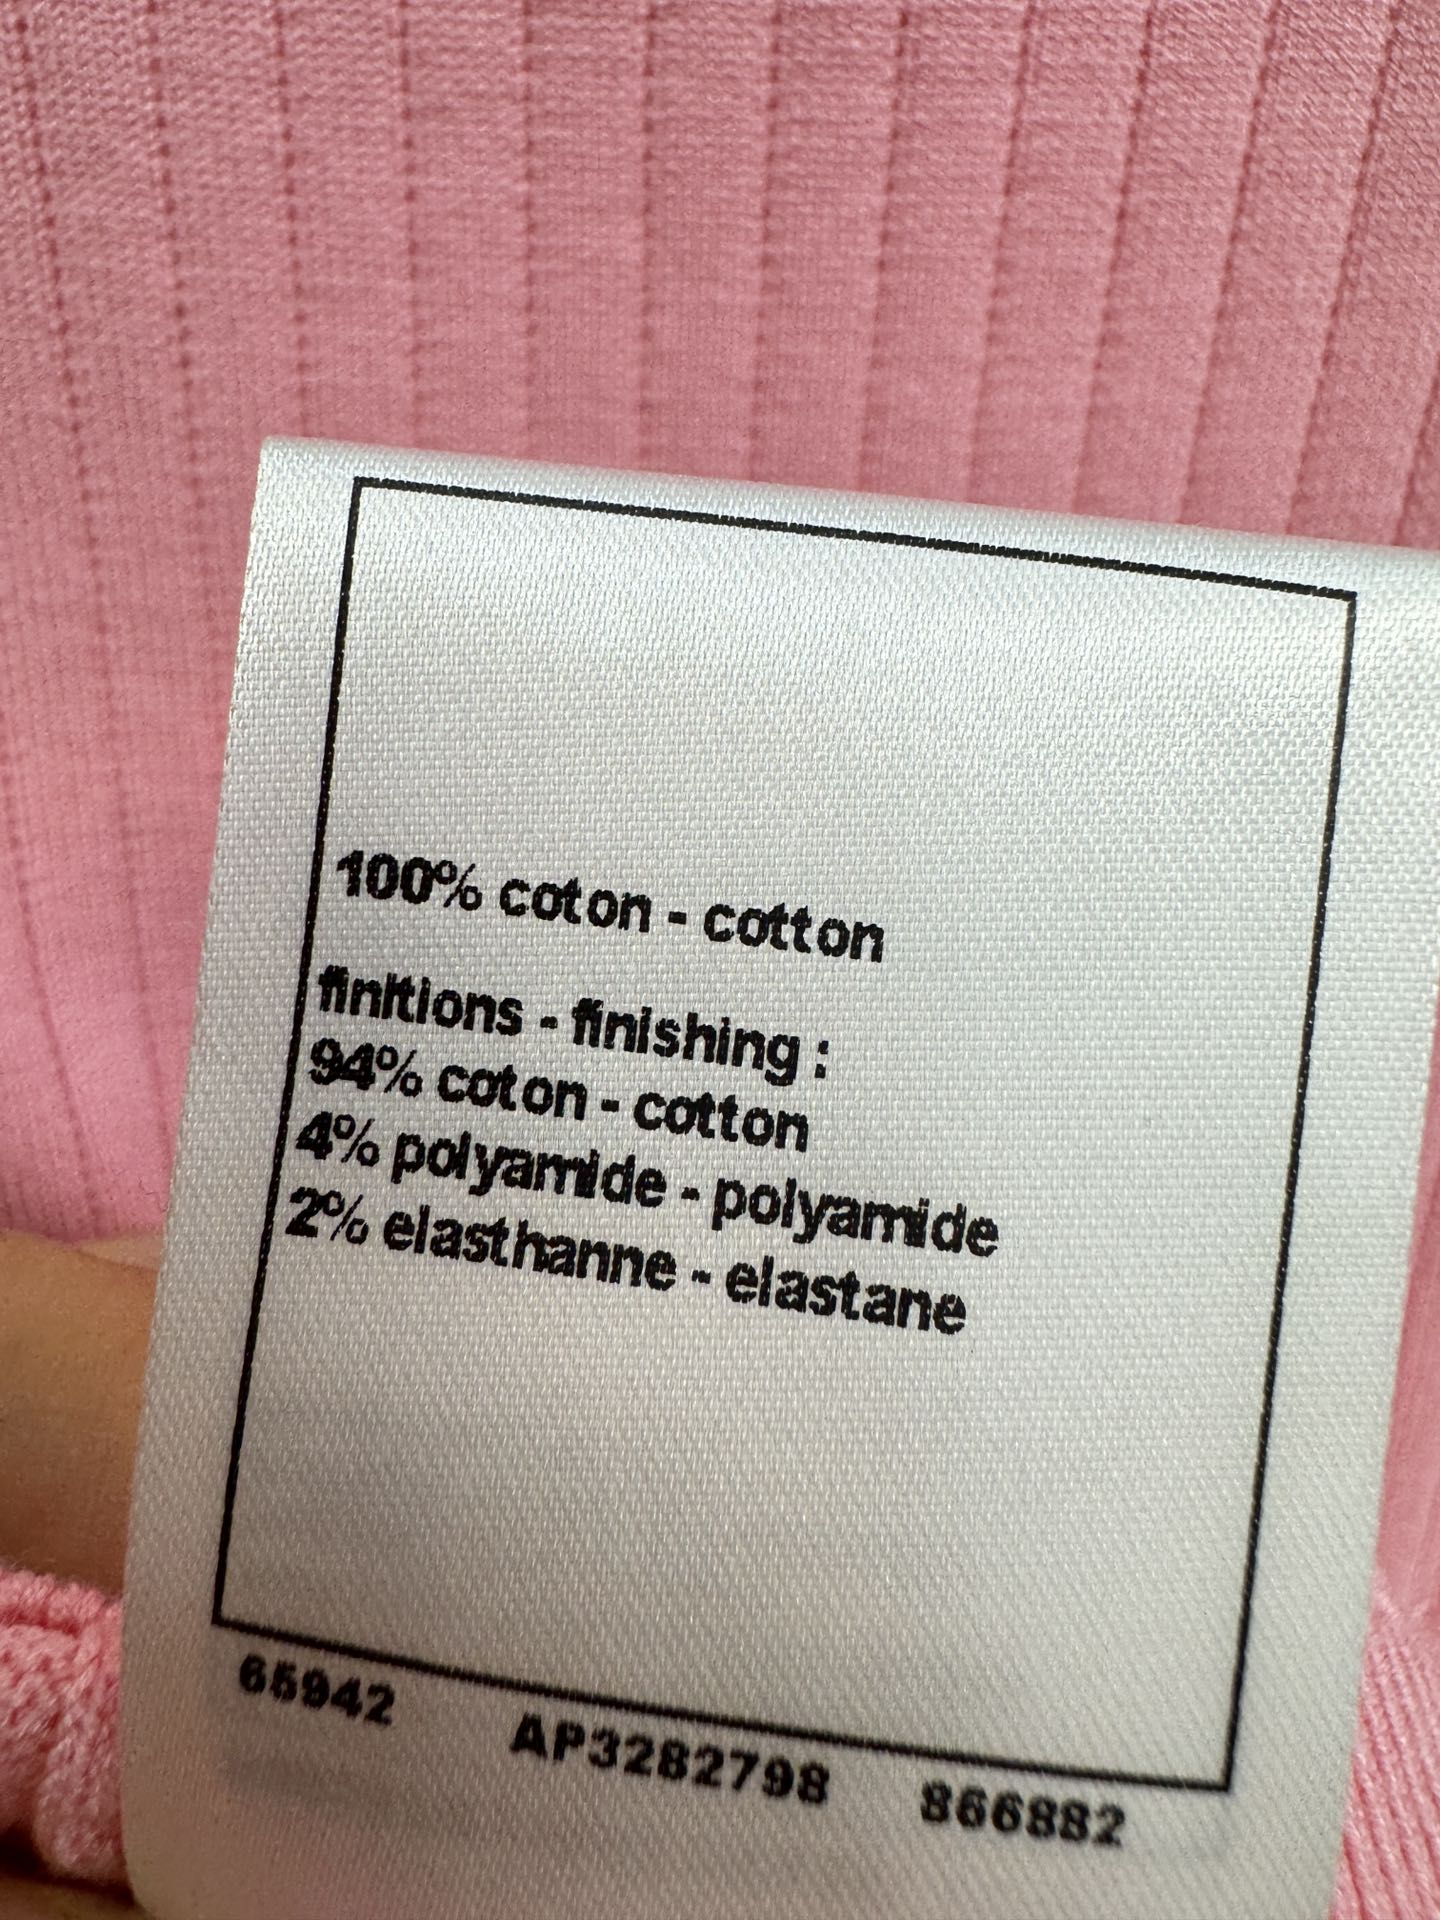 100% coton - cotton
finitions - finishing :
94% coton - cotton
4% polyamide - polyamide
2% elasthanne - elastane
65942 AP3282798 866882